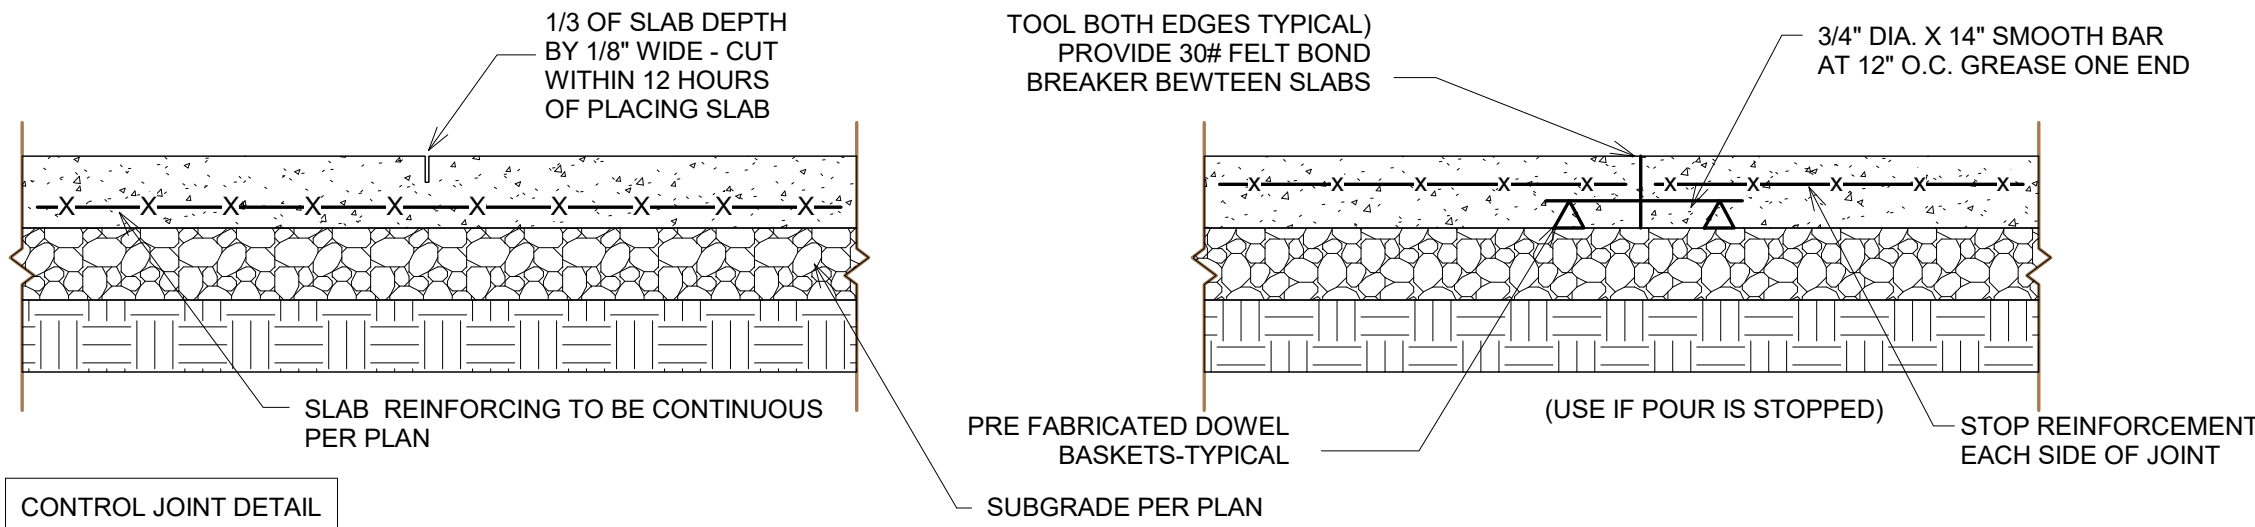 1/3 OF SLAB DEPTH
BY 1/8" WIDE - CUT
WITHIN 12 HOURS
OF PLACING SLAB
TOOL BOTH EDGES TYPICAL)
PROVIDE 30# FELT BOND
BREAKER BEWTEEN SLABS
3/4" DIA. X 14" SMOOTH BAR
AT 12" O.C. GREASE ONE END
SLAB REINFORCING TO BE CONTINUOUS
PER PLAN
PRE FABRICATED DOWEL
BASKETS-TYPICAL
(USE IF POUR IS STOPPED)
STOP REINFORCEMENT
EACH SIDE OF JOINT
SUBGRADE PER PLAN
CONTROL JOINT DETAIL